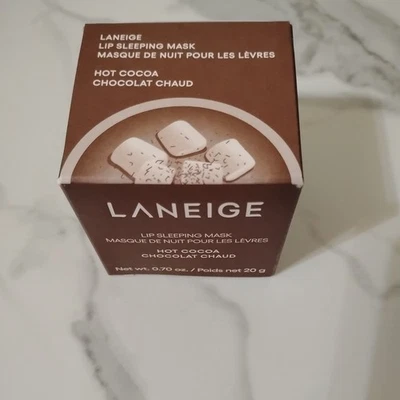 LANEIGE
LIP SLEEPING MASK
MASQUE DE NUIT POUR LES LÈVRES
HOT COCOA
CHOCOLAT CHAUD
LANEIGE
LIP SLEEPING MASK
MASQUE DE NUIT POUR LES LÈVRES
HOT COCOA
CHOCOLAT CHAUD
Net wt. 0.70 oz. / Poids net 20 g